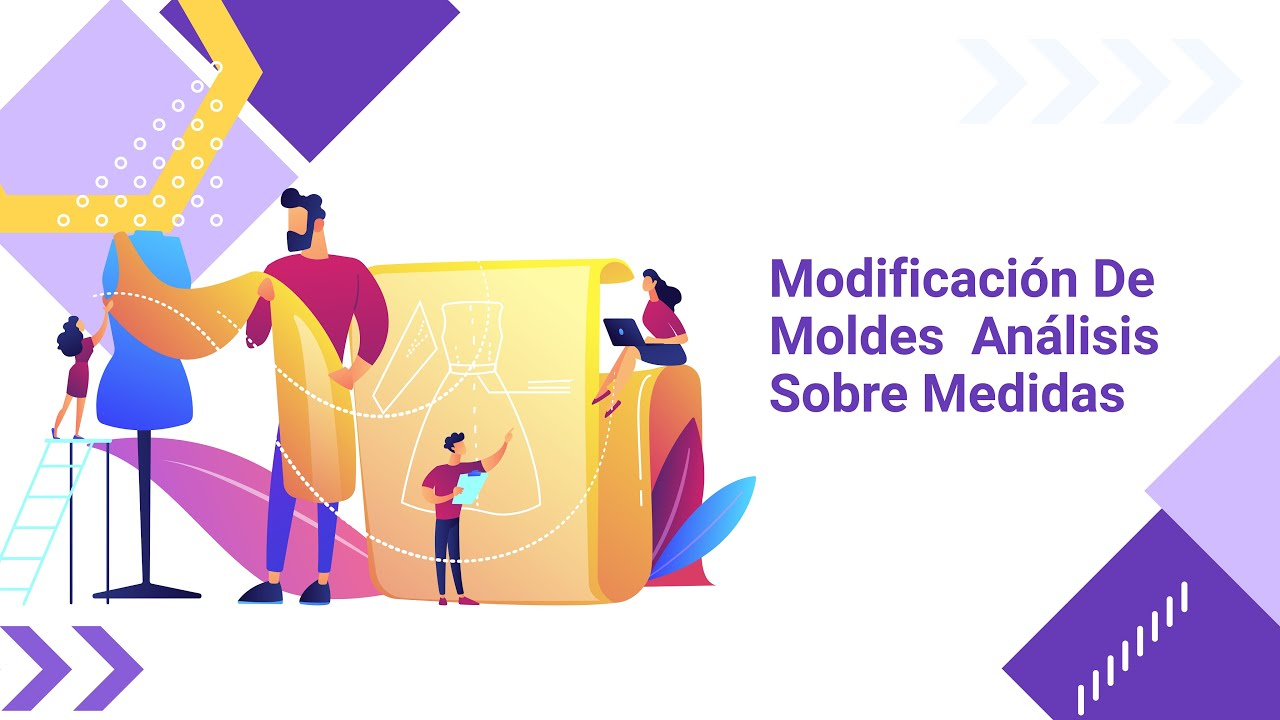 Modificación De
Moldes  Análisis
Sobre Medidas